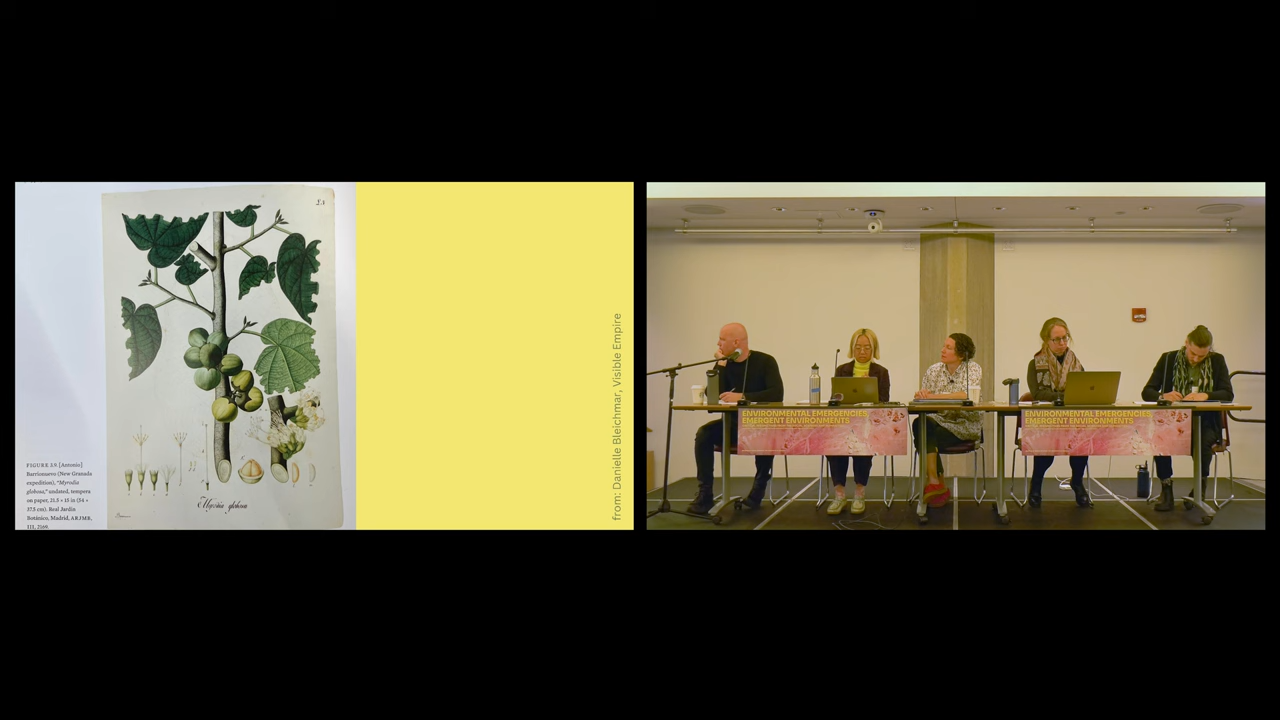 FIGURE 3.9 [Antonio]
Barrionuevo (New Granada
expedition), "Myrodia
globosa," undated, tempera
on paper, 21.5 × 15 in (54 ×
37.5 cm). Real Jardín
Botánico, Madrid, ARJMB,
III,
Myrodia globosa
from: Danielle Bleichmar, Visible Empire
ENVIRONMENTAL EMERGENCIES
EMERGENT ENVIRONMENTS
ENVIRONMENTAL EMERGENCIES
EMERGENT ENVIRONMENTS